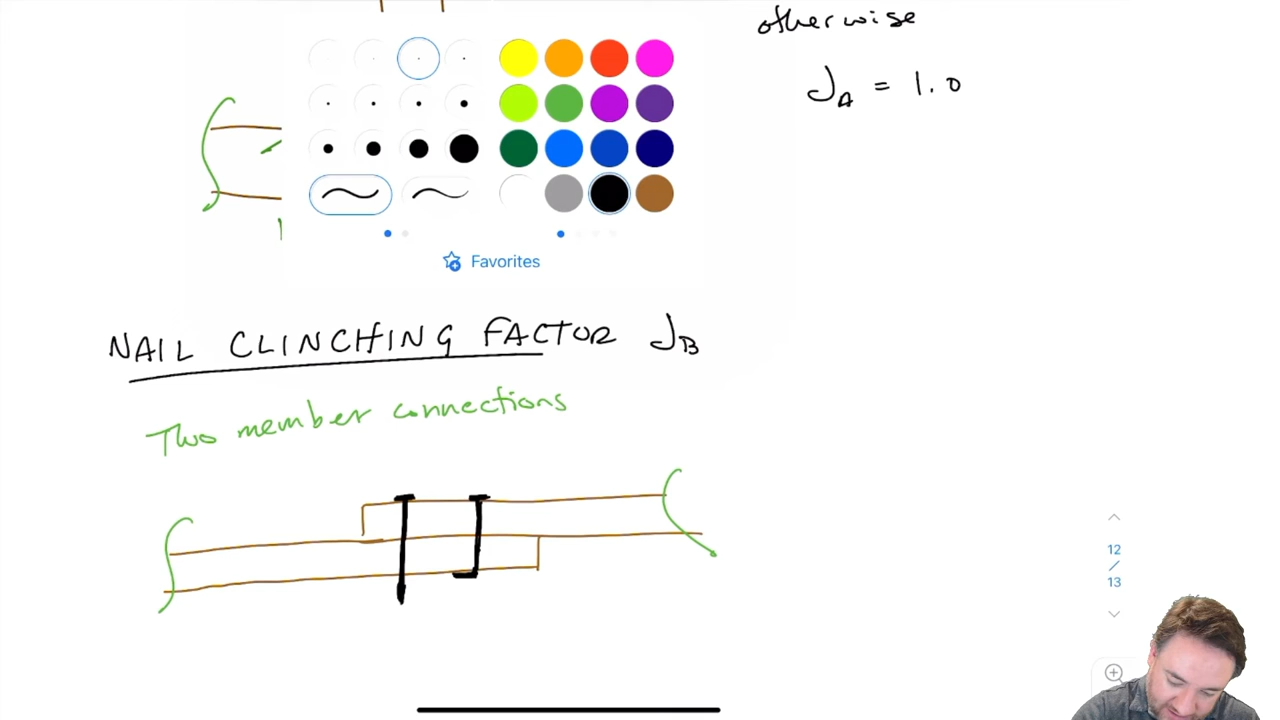 otherwise
J_A = 1.0
Favorites
NAIL CLINCHING FACTOR J_B
Two member connections
12
/
13